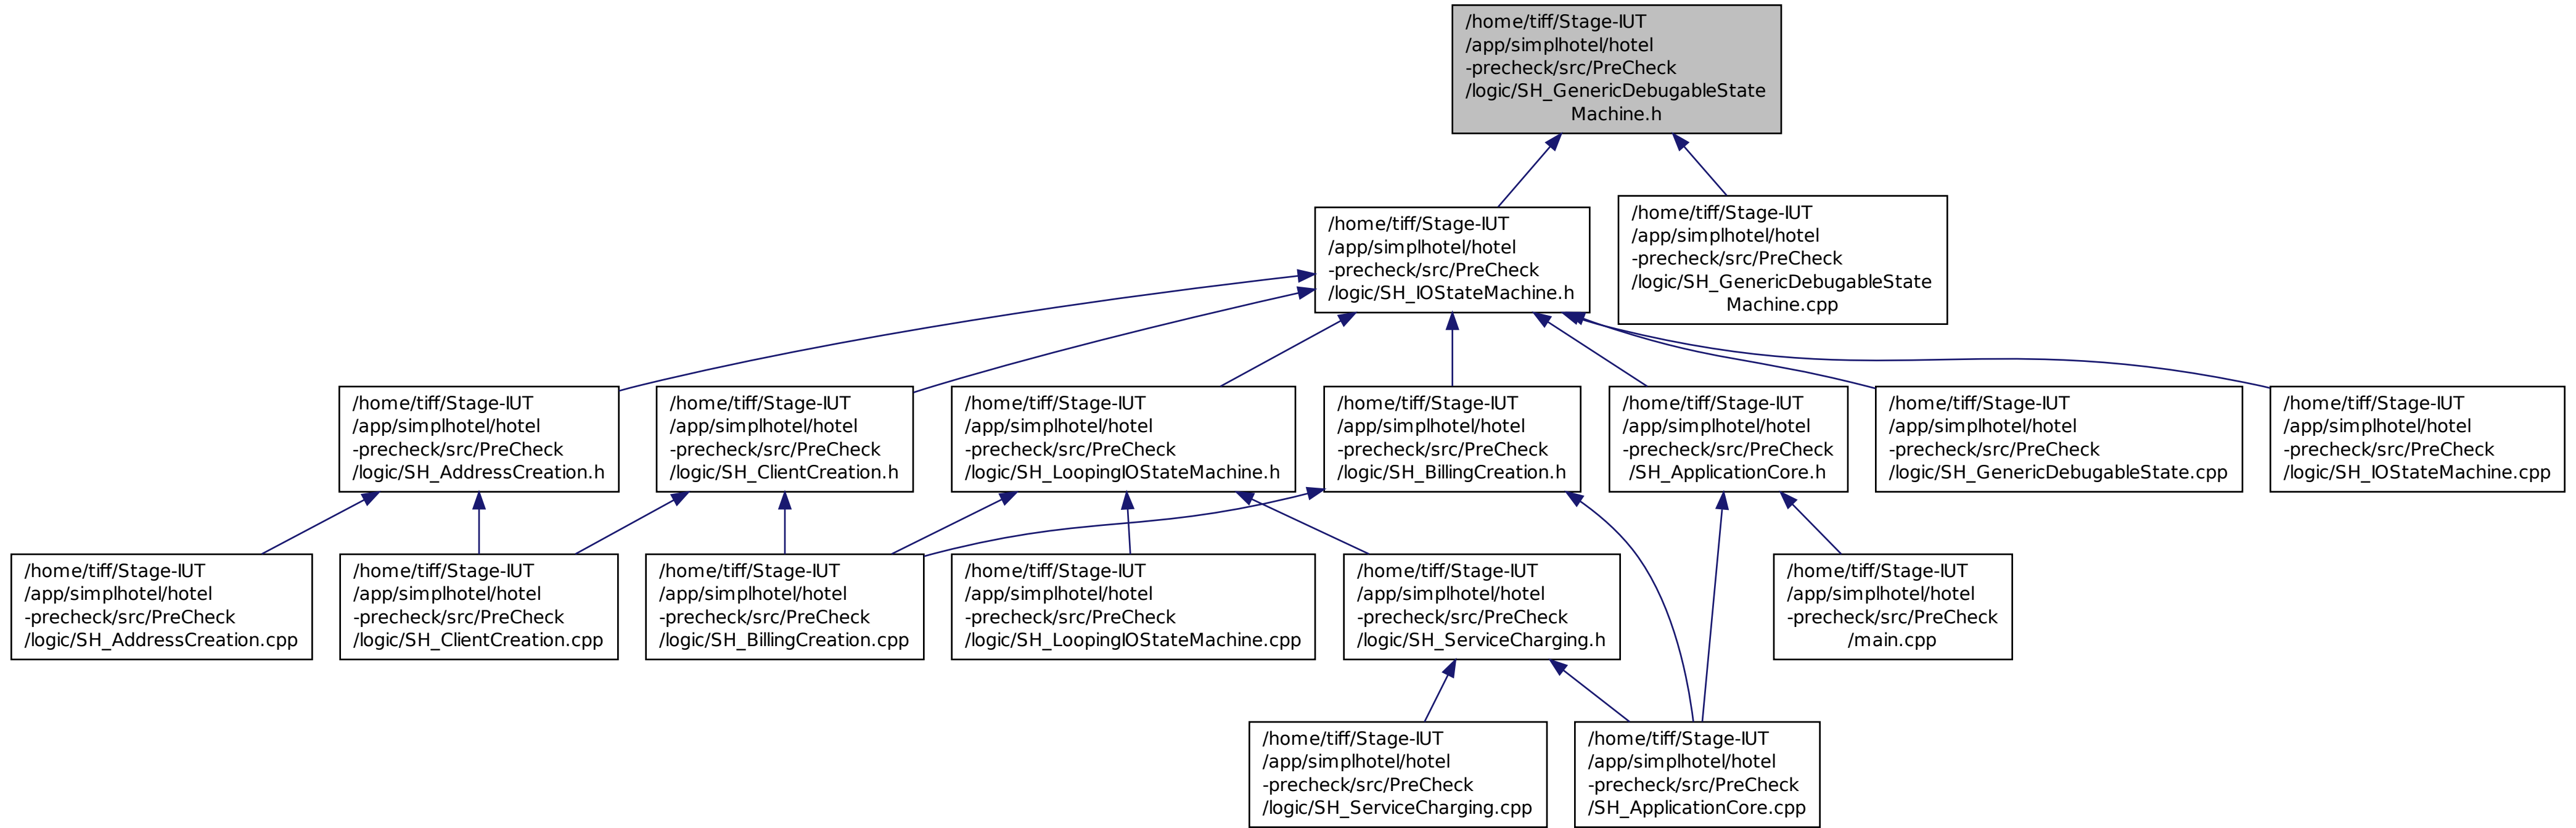 /home/tiff/Stage-IUT
/app/simplhotel/hotel
-precheck/src/PreCheck
/logic/SH_GenericDebugableState
Machine.h
/home/tiff/Stage-IUT
/app/simplhotel/hotel
-precheck/src/PreCheck
/logic/SH_IOStateMachine.h
/home/tiff/Stage-IUT
/app/simplhotel/hotel
-precheck/src/PreCheck
/logic/SH_GenericDebugableState
Machine.cpp
/home/tiff/Stage-IUT
/app/simplhotel/hotel
-precheck/src/PreCheck
/logic/SH_AddressCreation.h
/home/tiff/Stage-IUT
/app/simplhotel/hotel
-precheck/src/PreCheck
/logic/SH_ClientCreation.h
/home/tiff/Stage-IUT
/app/simplhotel/hotel
-precheck/src/PreCheck
/logic/SH_LoopingIOStateMachine.h
/home/tiff/Stage-IUT
/app/simplhotel/hotel
-precheck/src/PreCheck
/logic/SH_BillingCreation.h
/home/tiff/Stage-IUT
/app/simplhotel/hotel
-precheck/src/PreCheck
/SH_ApplicationCore.h
/home/tiff/Stage-IUT
/app/simplhotel/hotel
-precheck/src/PreCheck
/logic/SH_GenericDebugableState.cpp
/home/tiff/Stage-IUT
/app/simplhotel/hotel
-precheck/src/PreCheck
/logic/SH_IOStateMachine.cpp
/home/tiff/Stage-IUT
/app/simplhotel/hotel
-precheck/src/PreCheck
/logic/SH_AddressCreation.cpp
/home/tiff/Stage-IUT
/app/simplhotel/hotel
-precheck/src/PreCheck
/logic/SH_ClientCreation.cpp
/home/tiff/Stage-IUT
/app/simplhotel/hotel
-precheck/src/PreCheck
/logic/SH_BillingCreation.cpp
/home/tiff/Stage-IUT
/app/simplhotel/hotel
-precheck/src/PreCheck
/logic/SH_LoopingIOStateMachine.cpp
/home/tiff/Stage-IUT
/app/simplhotel/hotel
-precheck/src/PreCheck
/logic/SH_ServiceCharging.h
/home/tiff/Stage-IUT
/app/simplhotel/hotel
-precheck/src/PreCheck
/main.cpp
/home/tiff/Stage-IUT
/app/simplhotel/hotel
-precheck/src/PreCheck
/logic/SH_ServiceCharging.cpp
/home/tiff/Stage-IUT
/app/simplhotel/hotel
-precheck/src/PreCheck
/SH_ApplicationCore.cpp